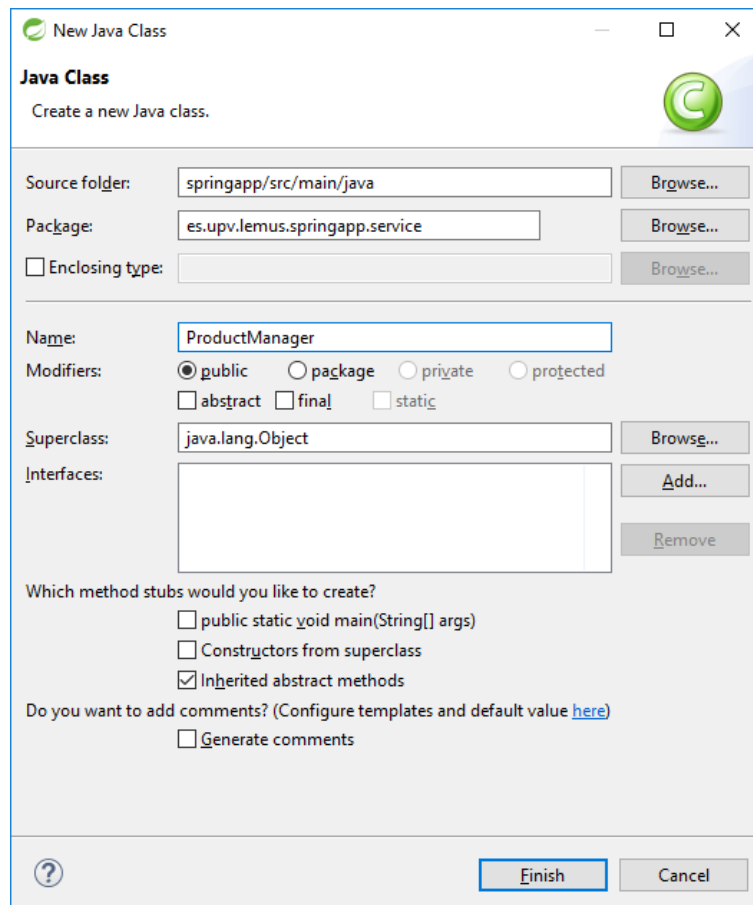 New Java Class
Java Class
Create a new Java class.
Source folder: springapp/src/main/java Browse...
Package: es.upv.lemus.springapp.service Browse...
Enclosing type: Browse...
Name: ProductManager
Modifiers: public package private protected
abstract final static
Superclass: java.lang.Object Browse...
Interfaces: Add...
Remove
Which method stubs would you like to create?
public static void main(String[] args)
Constructors from superclass
Inherited abstract methods
Do you want to add comments? (Configure templates and default value here)
Generate comments
? Finish Cancel